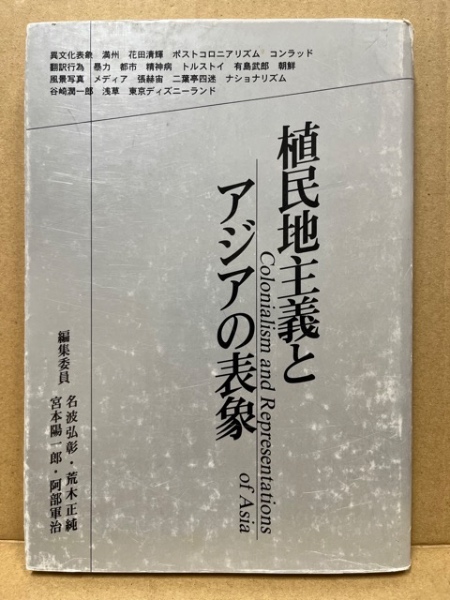 異文化表象 満州 花田清輝 ポストコロニアリズム コンラッド
翻訳行為 暴力 都市 精神病 トルストイ 有島武郎 朝鮮
風景写真 メディア 張赫宙 二葉亭四迷 ナショナリズム
谷崎潤一郎 浅草 東京ディズニーランド
植民地主義と
アジアの表象
Colonialism and Representations
of Asia
編集委員
名波弘彰・荒木正純
宮本陽一郎・阿部軍治